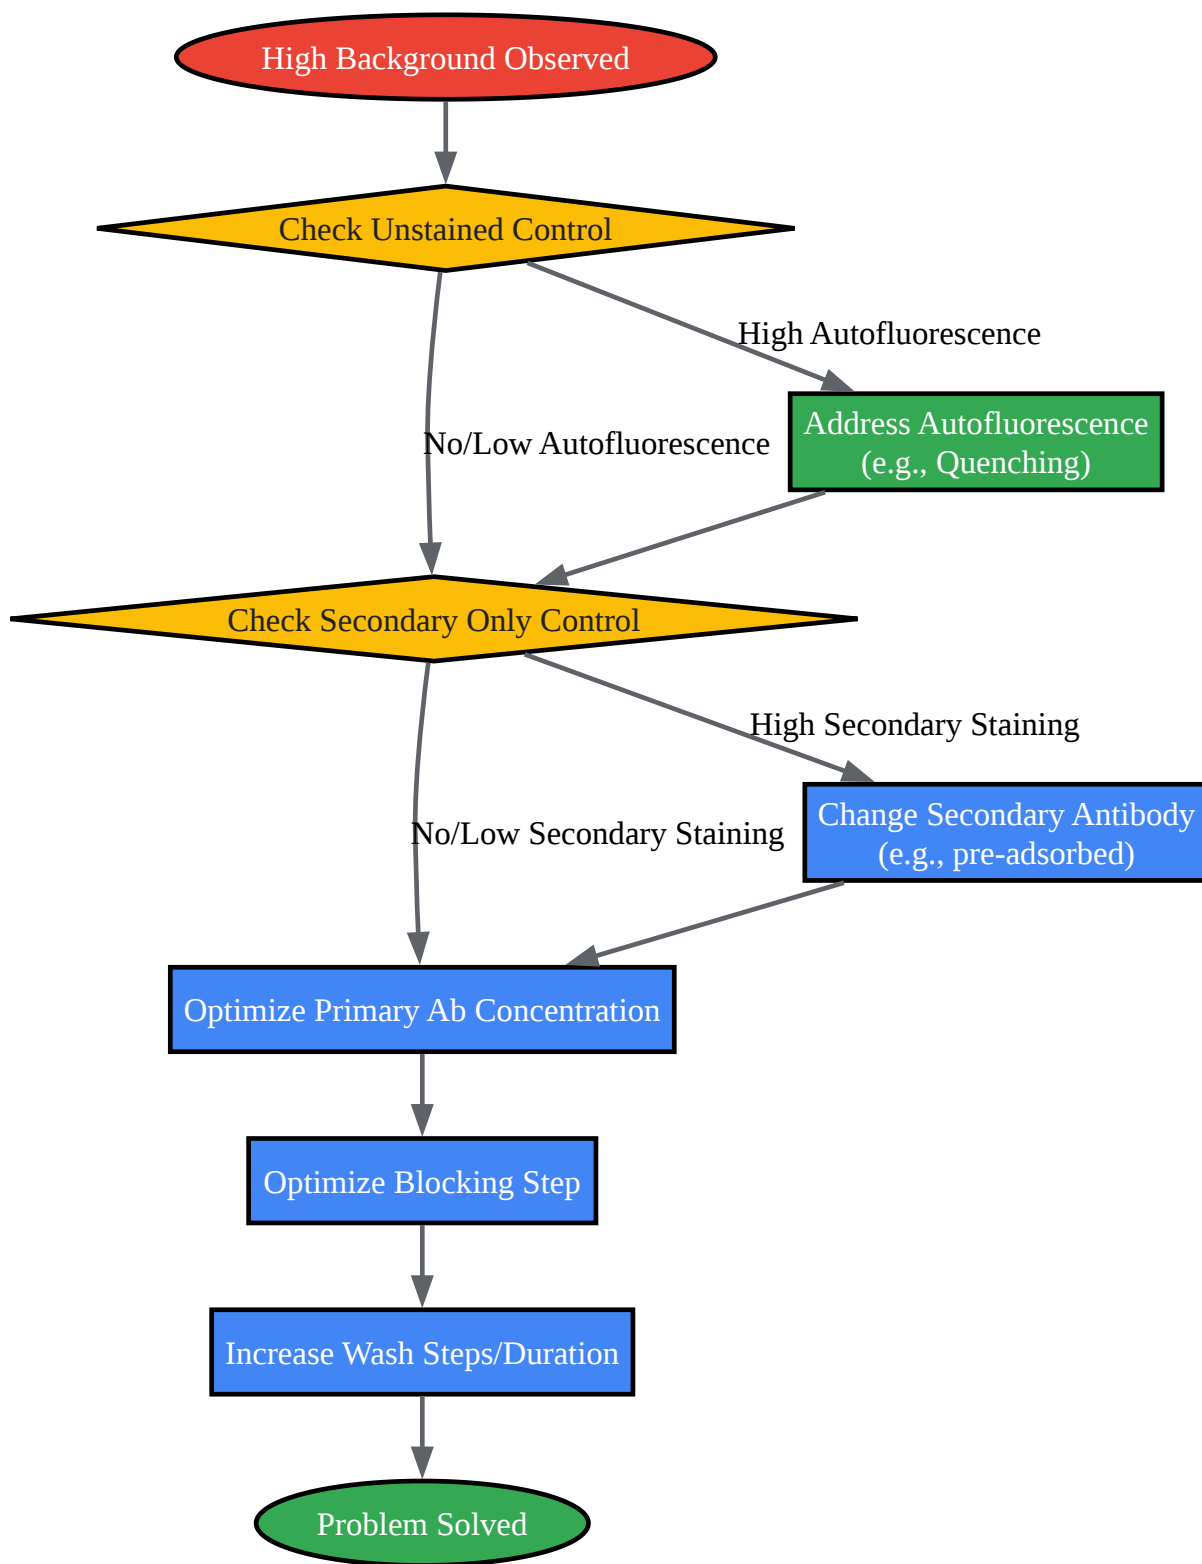 High Background Observed
Check Unstained Control
High Autofluorescence
Address Autofluorescence
(e.g., Quenching)
No/Low Autofluorescence
Check Secondary Only Control
High Secondary Staining
Change Secondary Antibody
(e.g., pre-adsorbed)
No/Low Secondary Staining
Optimize Primary Ab Concentration
Optimize Blocking Step
Increase Wash Steps/Duration
Problem Solved